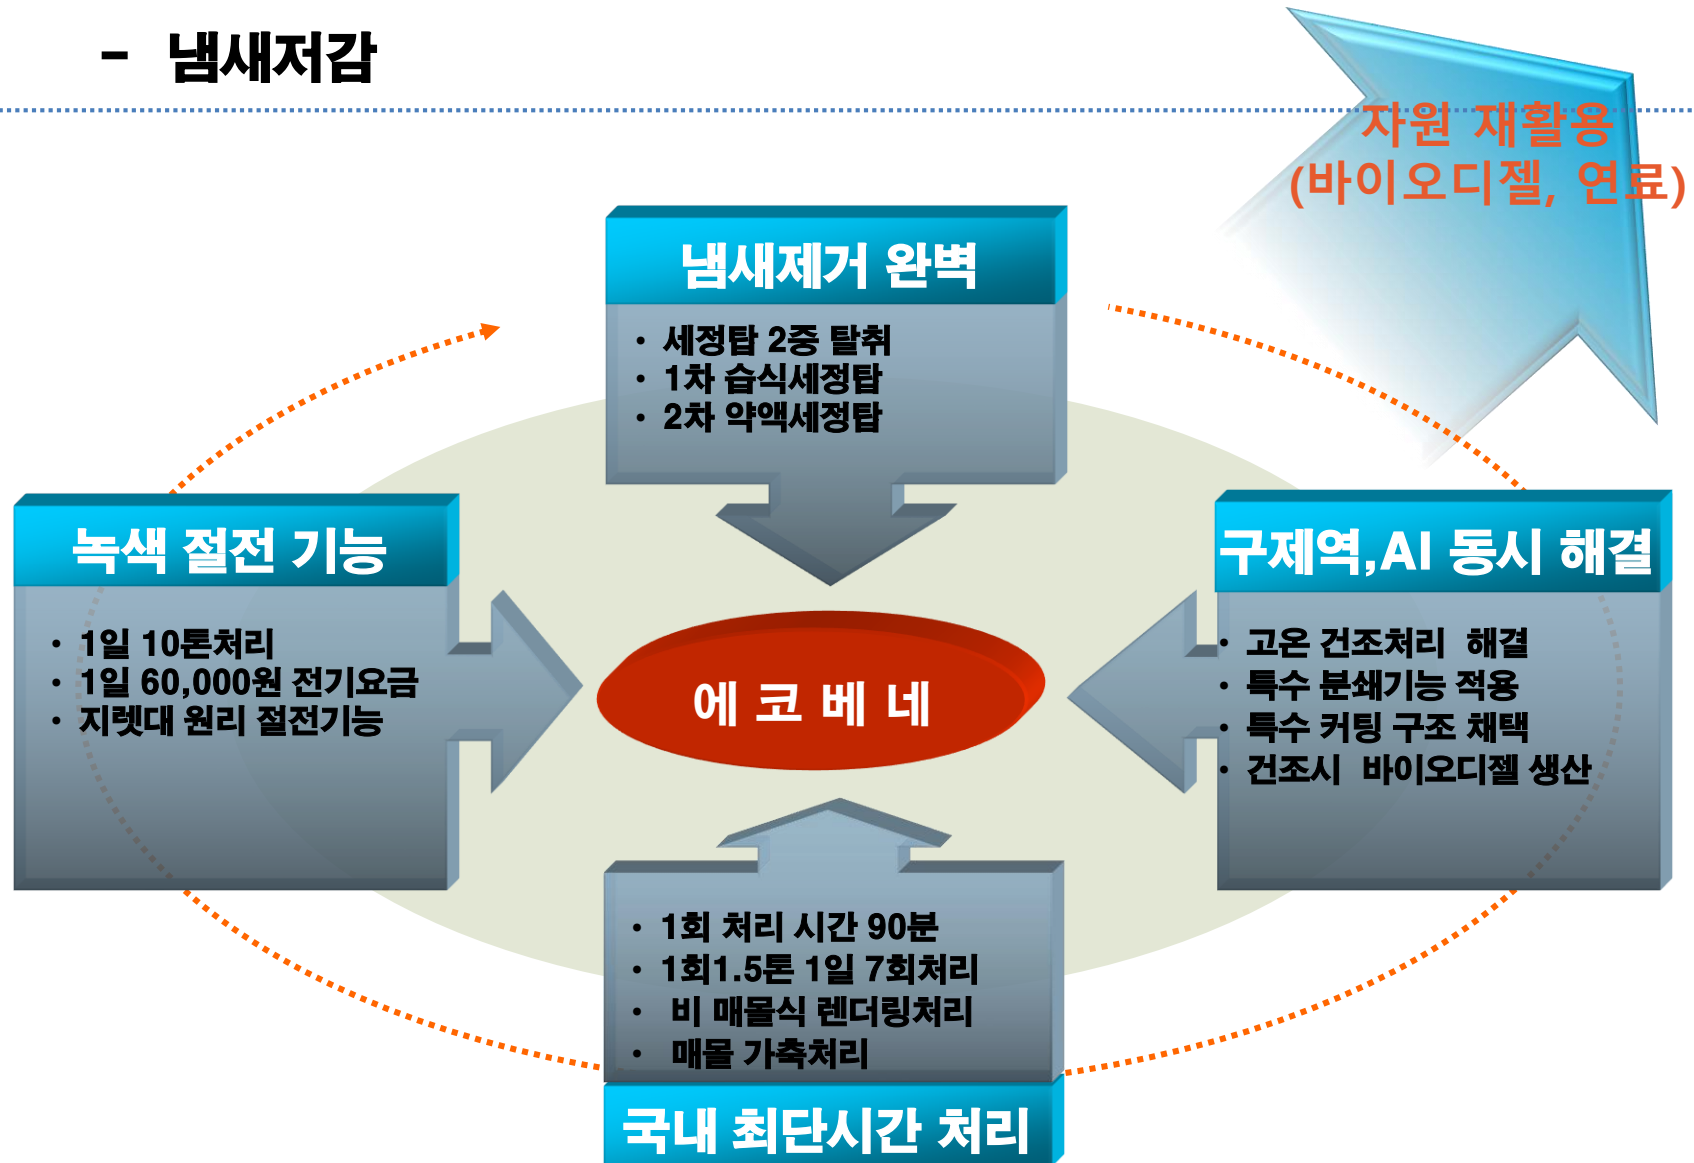 - 냄새저감
자원 재활용
(바이오디젤, 연료)
냄새제거 완벽
• 세정탑 2중 탈취
• 1차 습식세정탑
• 2차 약액세정탑
녹색 절전 기능
• 1일 10톤처리
• 1일 60,000원 전기요금
• 지렛대 원리 절전기능
에코베네
구제역,AI 동시 해결
• 고온 건조처리 해결
• 특수 분쇄기능 적용
• 특수 커팅 구조 채택
• 건조시 바이오디젤 생산
• 1회 처리 시간 90분
• 1회1.5톤 1일 7회처리
• 비 매몰식 렌더링처리
• 매몰 가축처리
국내 최단시간 처리